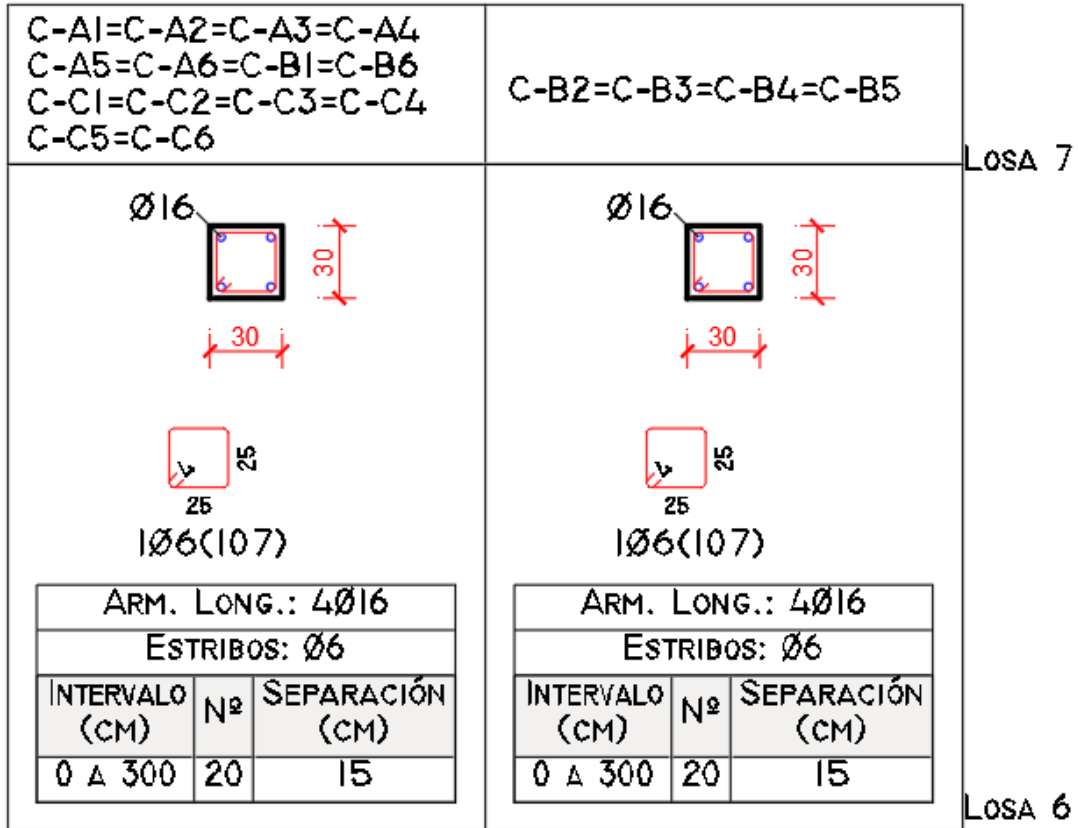 C-A1=C-A2=C-A3=C-A4
C-A5=C-A6=C-B1=C-B6
C-C1=C-C2=C-C3=C-C4
C-C5=C-C6
C-B2=C-B3=C-B4=C-B5
LOSA 7
Ø16
30
30
4
25
25
1Ø6(107)
ARM. LONG.: 4Ø16
ESTRIBOS: Ø6
INTERVALO (CM)
Nº
SEPARACIÓN (CM)
0 A 300
20
15
Ø16
30
30
4
25
25
1Ø6(107)
ARM. LONG.: 4Ø16
ESTRIBOS: Ø6
INTERVALO (CM)
Nº
SEPARACIÓN (CM)
0 A 300
20
15
LOSA 6